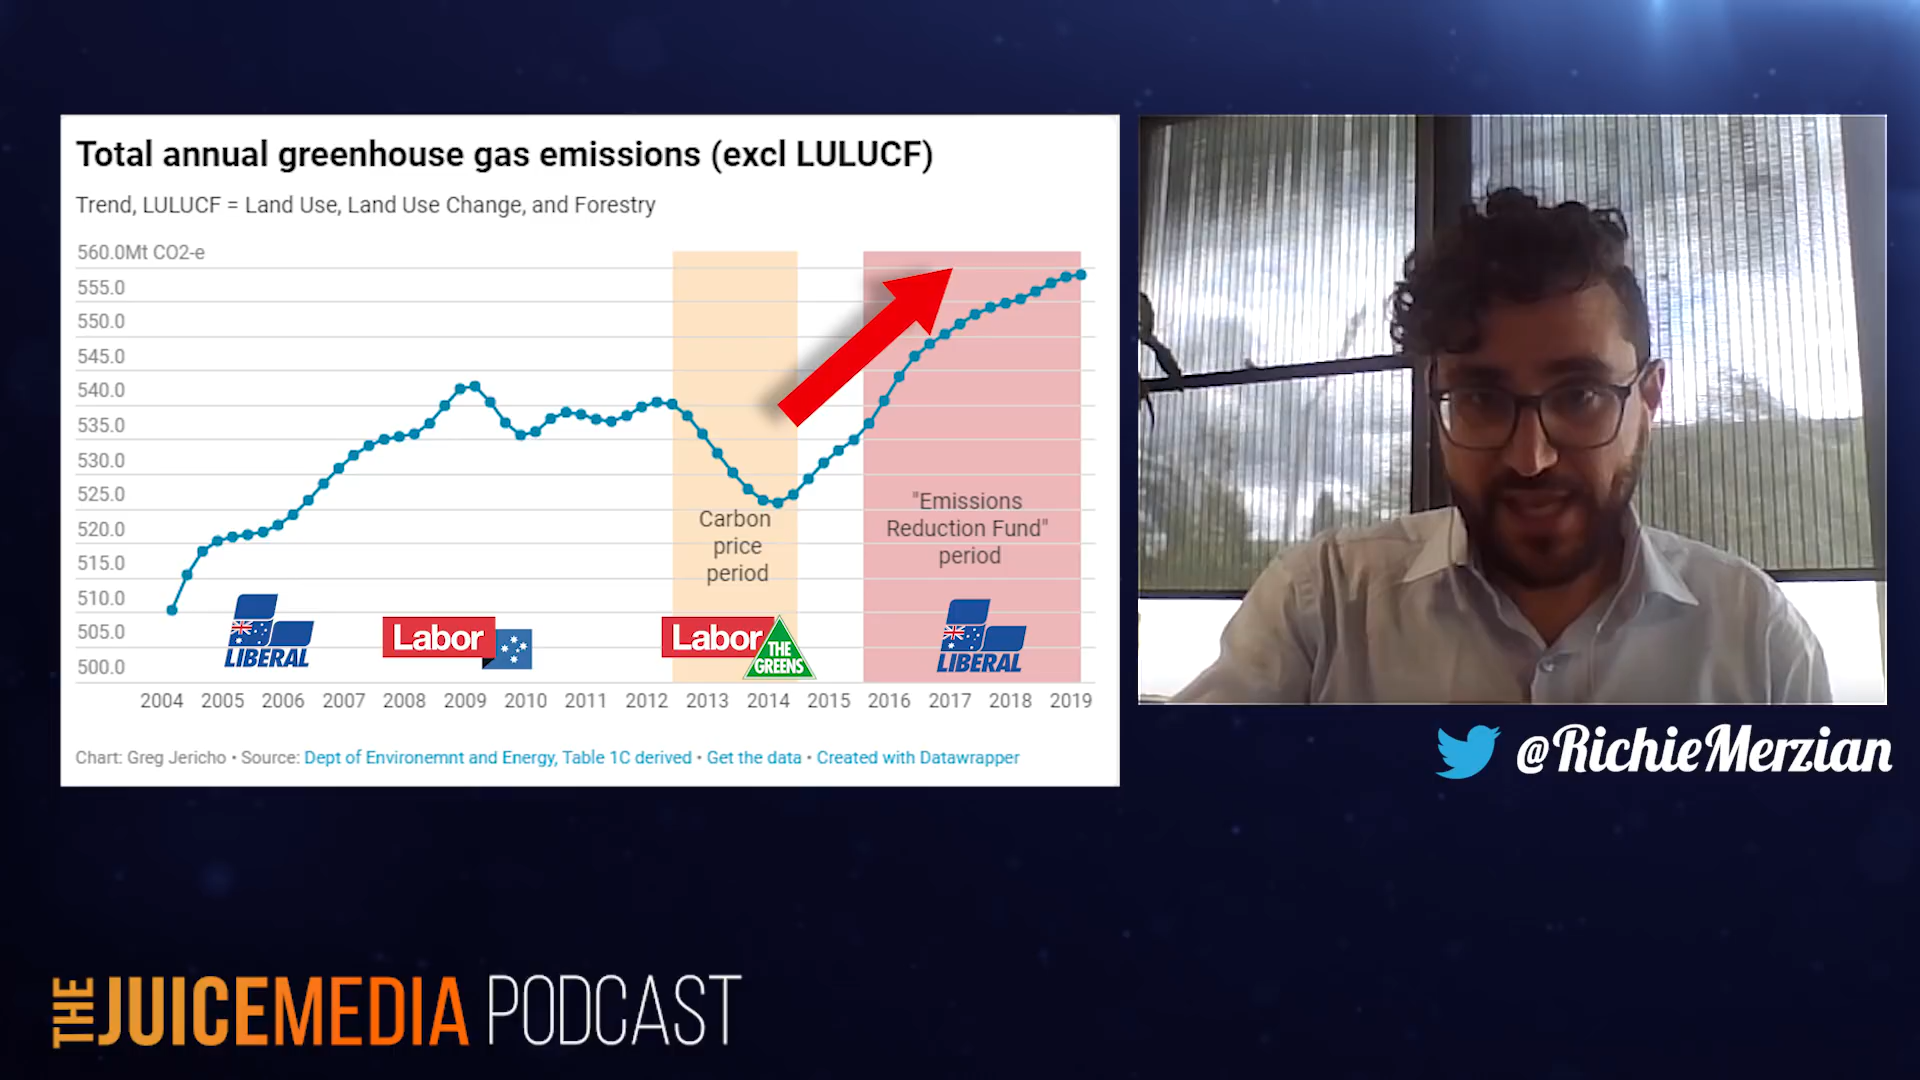 Total annual greenhouse gas emissions (excl LULUCF)
Trend, LULUCF = Land Use, Land Use Change, and Forestry
560.0Mt CO2-e
555.0
550.0
545.0
540.0
535.0
530.0
525.0
520.0
515.0
510.0
505.0
500.0
Carbon
price
period
"Emissions
Reduction Fund"
period
LIBERAL
Labor
Labor
THE
GREENS
LIBERAL
2004 2005 2006 2007 2008 2009 2010 2011 2012 2013 2014 2015 2016 2017 2018 2019
Chart: Greg Jericho • Source: Dept of Environemnt and Energy, Table 1C derived • Get the data • Created with Datawrapper
@RichieMerzian
THE JUICEMEDIA PODCAST